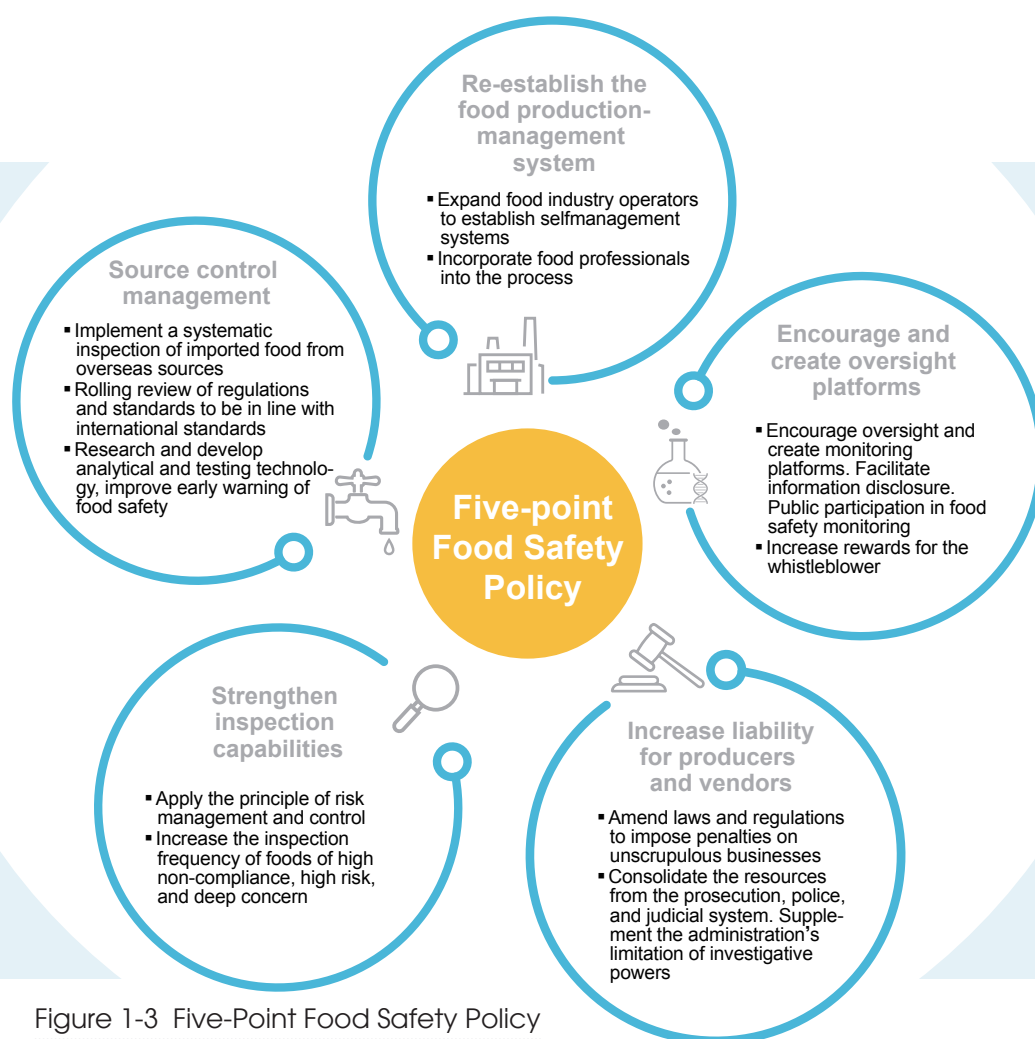 Re-establish the
food production-
management
system
▪ Expand food industry operators
to establish selfmanagement
systems
▪ Incorporate food professionals
into the process
Source control
management
▪ Implement a systematic
inspection of imported food from
overseas sources
▪ Rolling review of regulations
and standards to be in line with
international standards
▪ Research and develop
analytical and testing technolo-
gy, improve early warning of
food safety
Encourage and
create oversight
platforms
▪ Encourage oversight and
create monitoring
platforms. Facilitate
information disclosure.
Public participation in food
safety monitoring
▪ Increase rewards for the
whistleblower
Five-point
Food Safety
Policy
Strengthen
inspection
capabilities
▪ Apply the principle of risk
management and control
▪ Increase the inspection
frequency of foods of high
non-compliance, high risk,
and deep concern
Increase liability
for producers
and vendors
▪ Amend laws and regulations
to impose penalties on
unscrupulous businesses
▪ Consolidate the resources
from the prosecution, police,
and judicial system. Supple-
ment the administration’s
limitation of investigative
powers
Figure 1-3 Five-Point Food Safety Policy